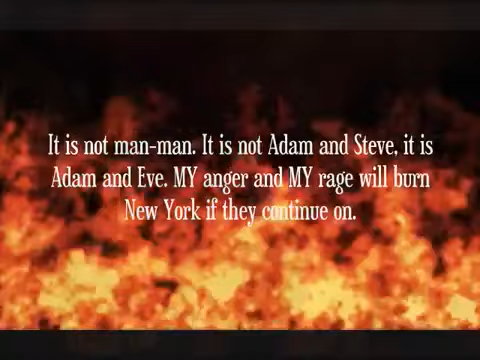 It is not man-man. It is not Adam and Steve, it is
Adam and Eve. MY anger and MY rage will burn
New York if they continue on.